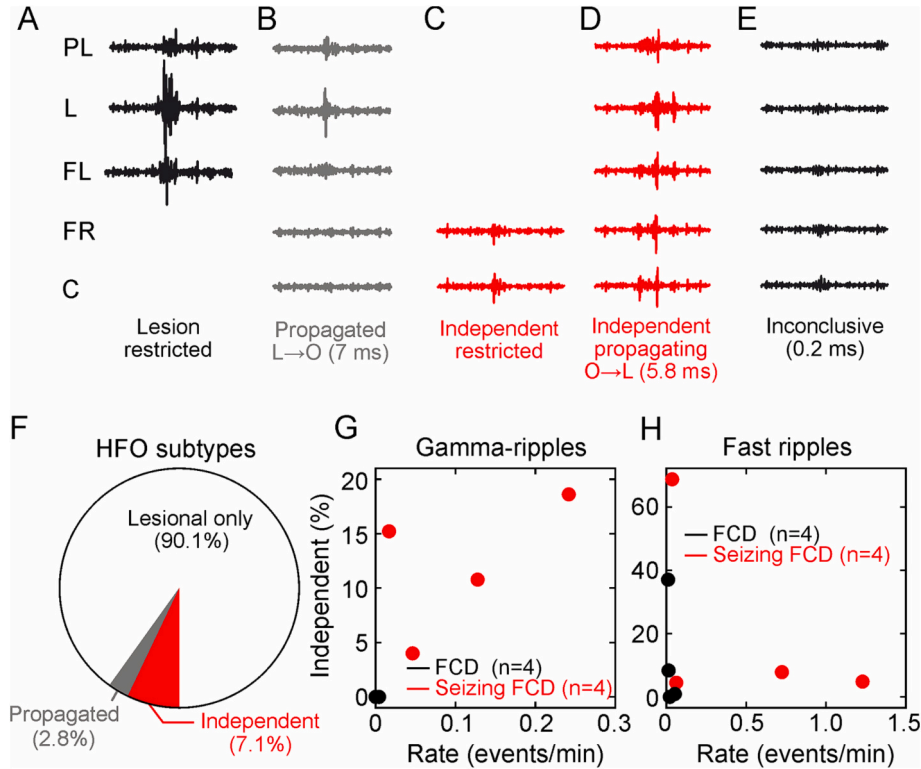 A
B
C
D
E
PL
L
FL
FR
C
Lesion
restricted
Propagated
L→O (7 ms)
Independent
restricted
Independent
propagating
O→L (5.8 ms)
Inconclusive
(0.2 ms)
F
HFO subtypes
Lesional only
(90.1%)
Propagated
(2.8%)
Independent
(7.1%)
G
Gamma-ripples
Independent (%)
20
15
10
5
0
FCD (n=4)
Seizing FCD (n=4)
0
0.1
0.2
0.3
Rate (events/min)
H
Fast ripples
60
40
20
0
FCD (n=4)
Seizing FCD (n=4)
0
0.5
1.0
1.5
Rate (events/min)